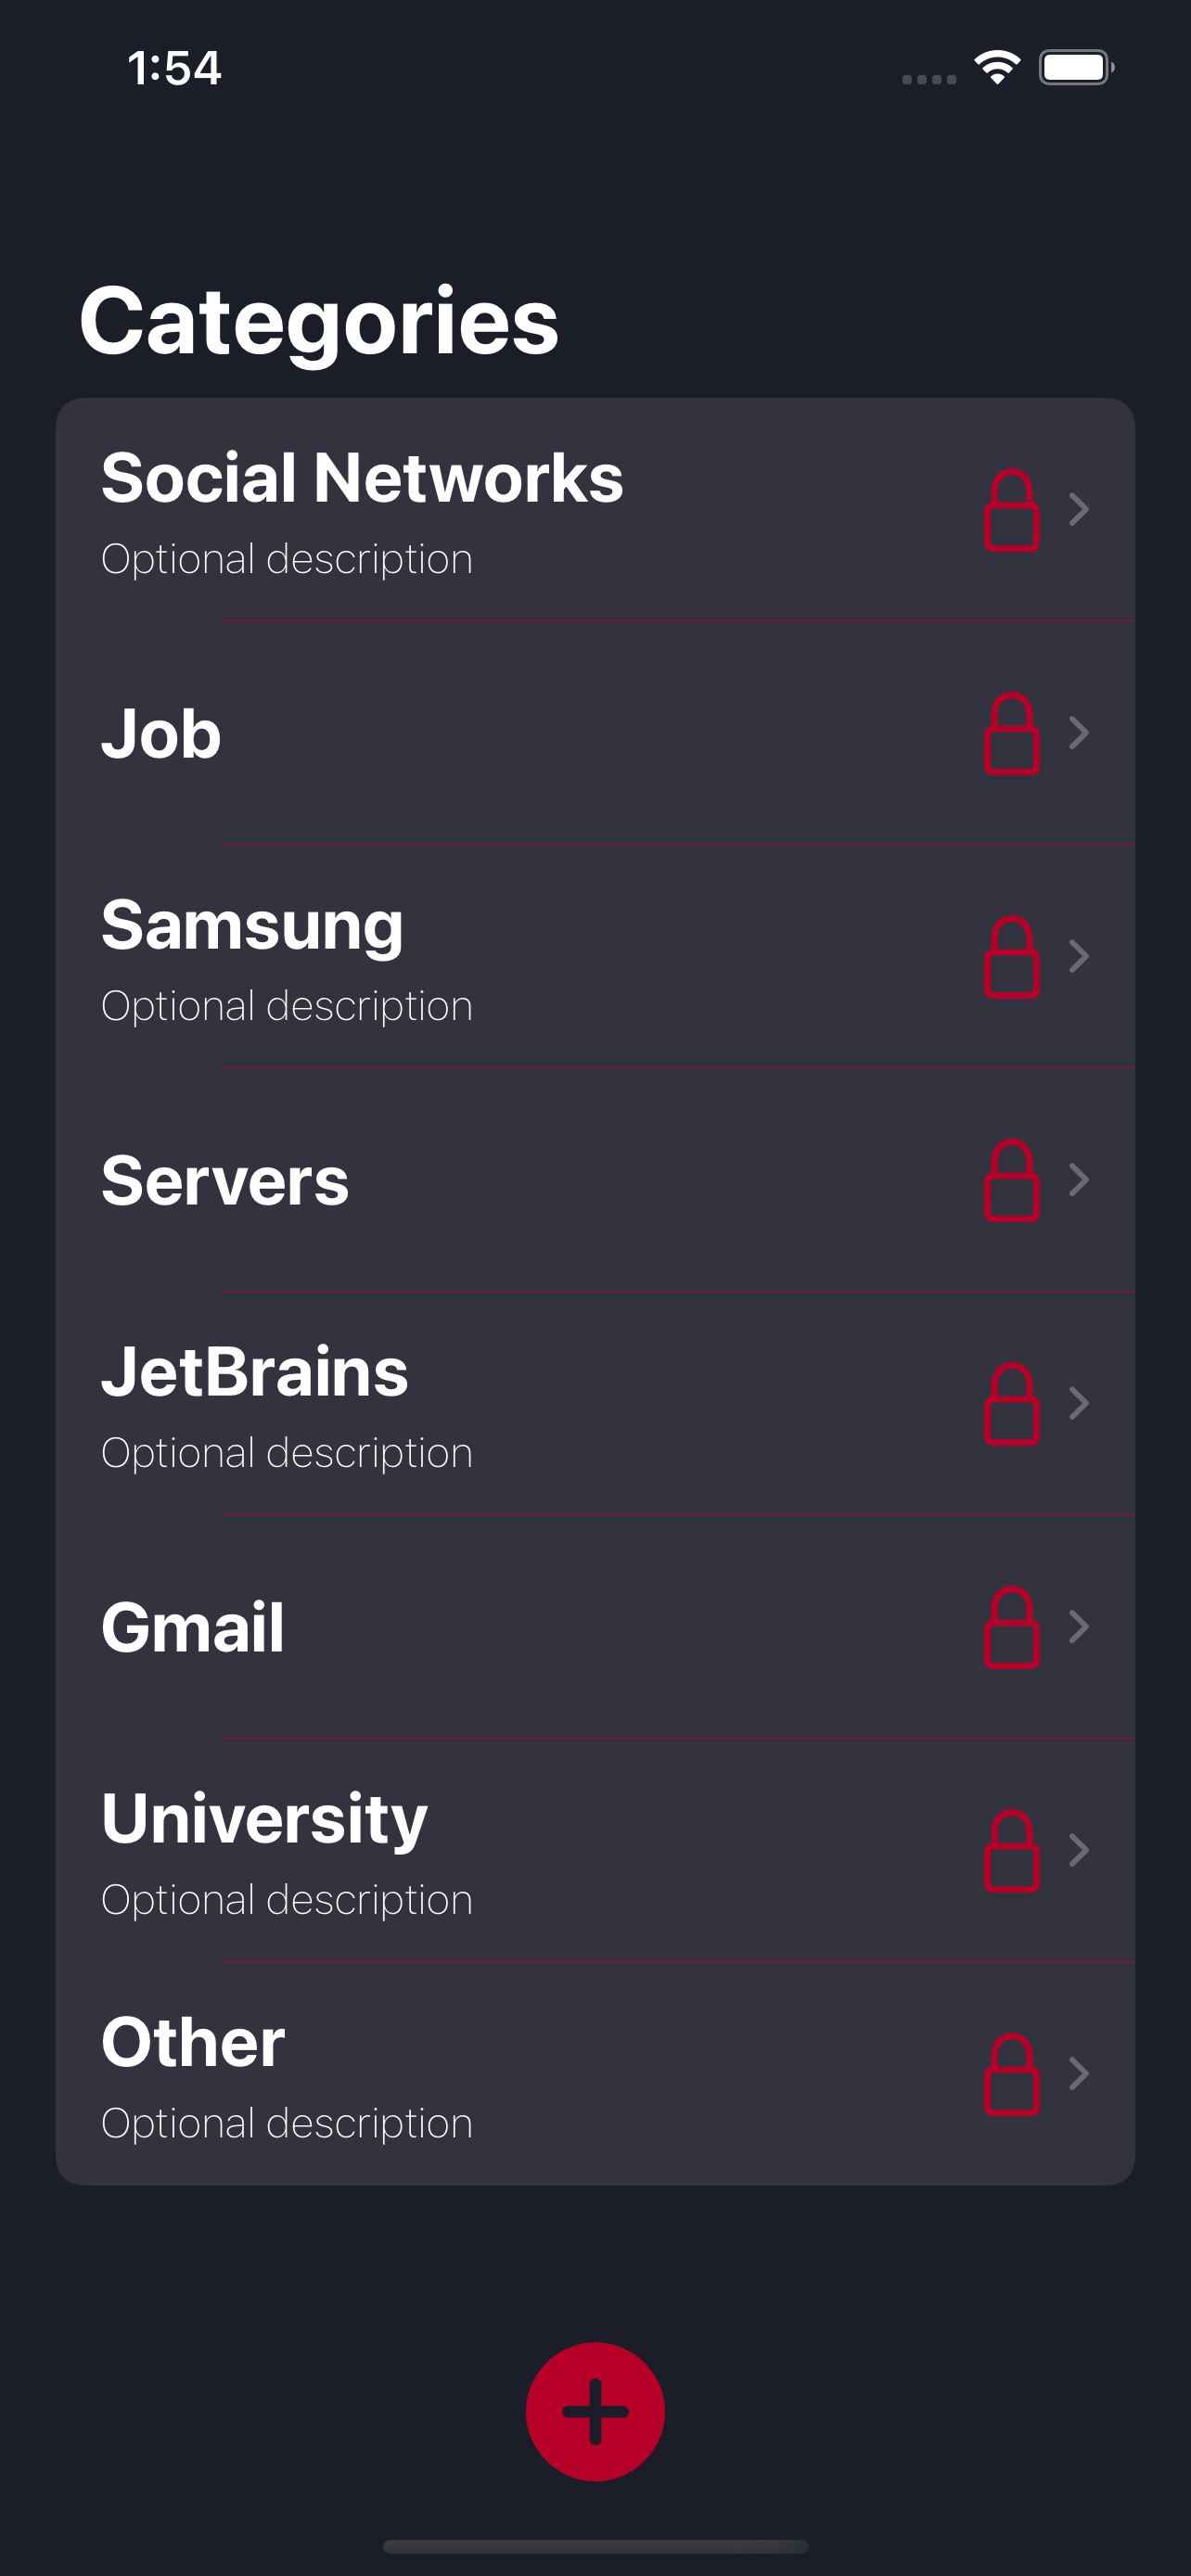 1:54
Categories
Social Networks
Optional description
Job
Samsung
Optional description
Servers
JetBrains
Optional description
Gmail
University
Optional description
Other
Optional description